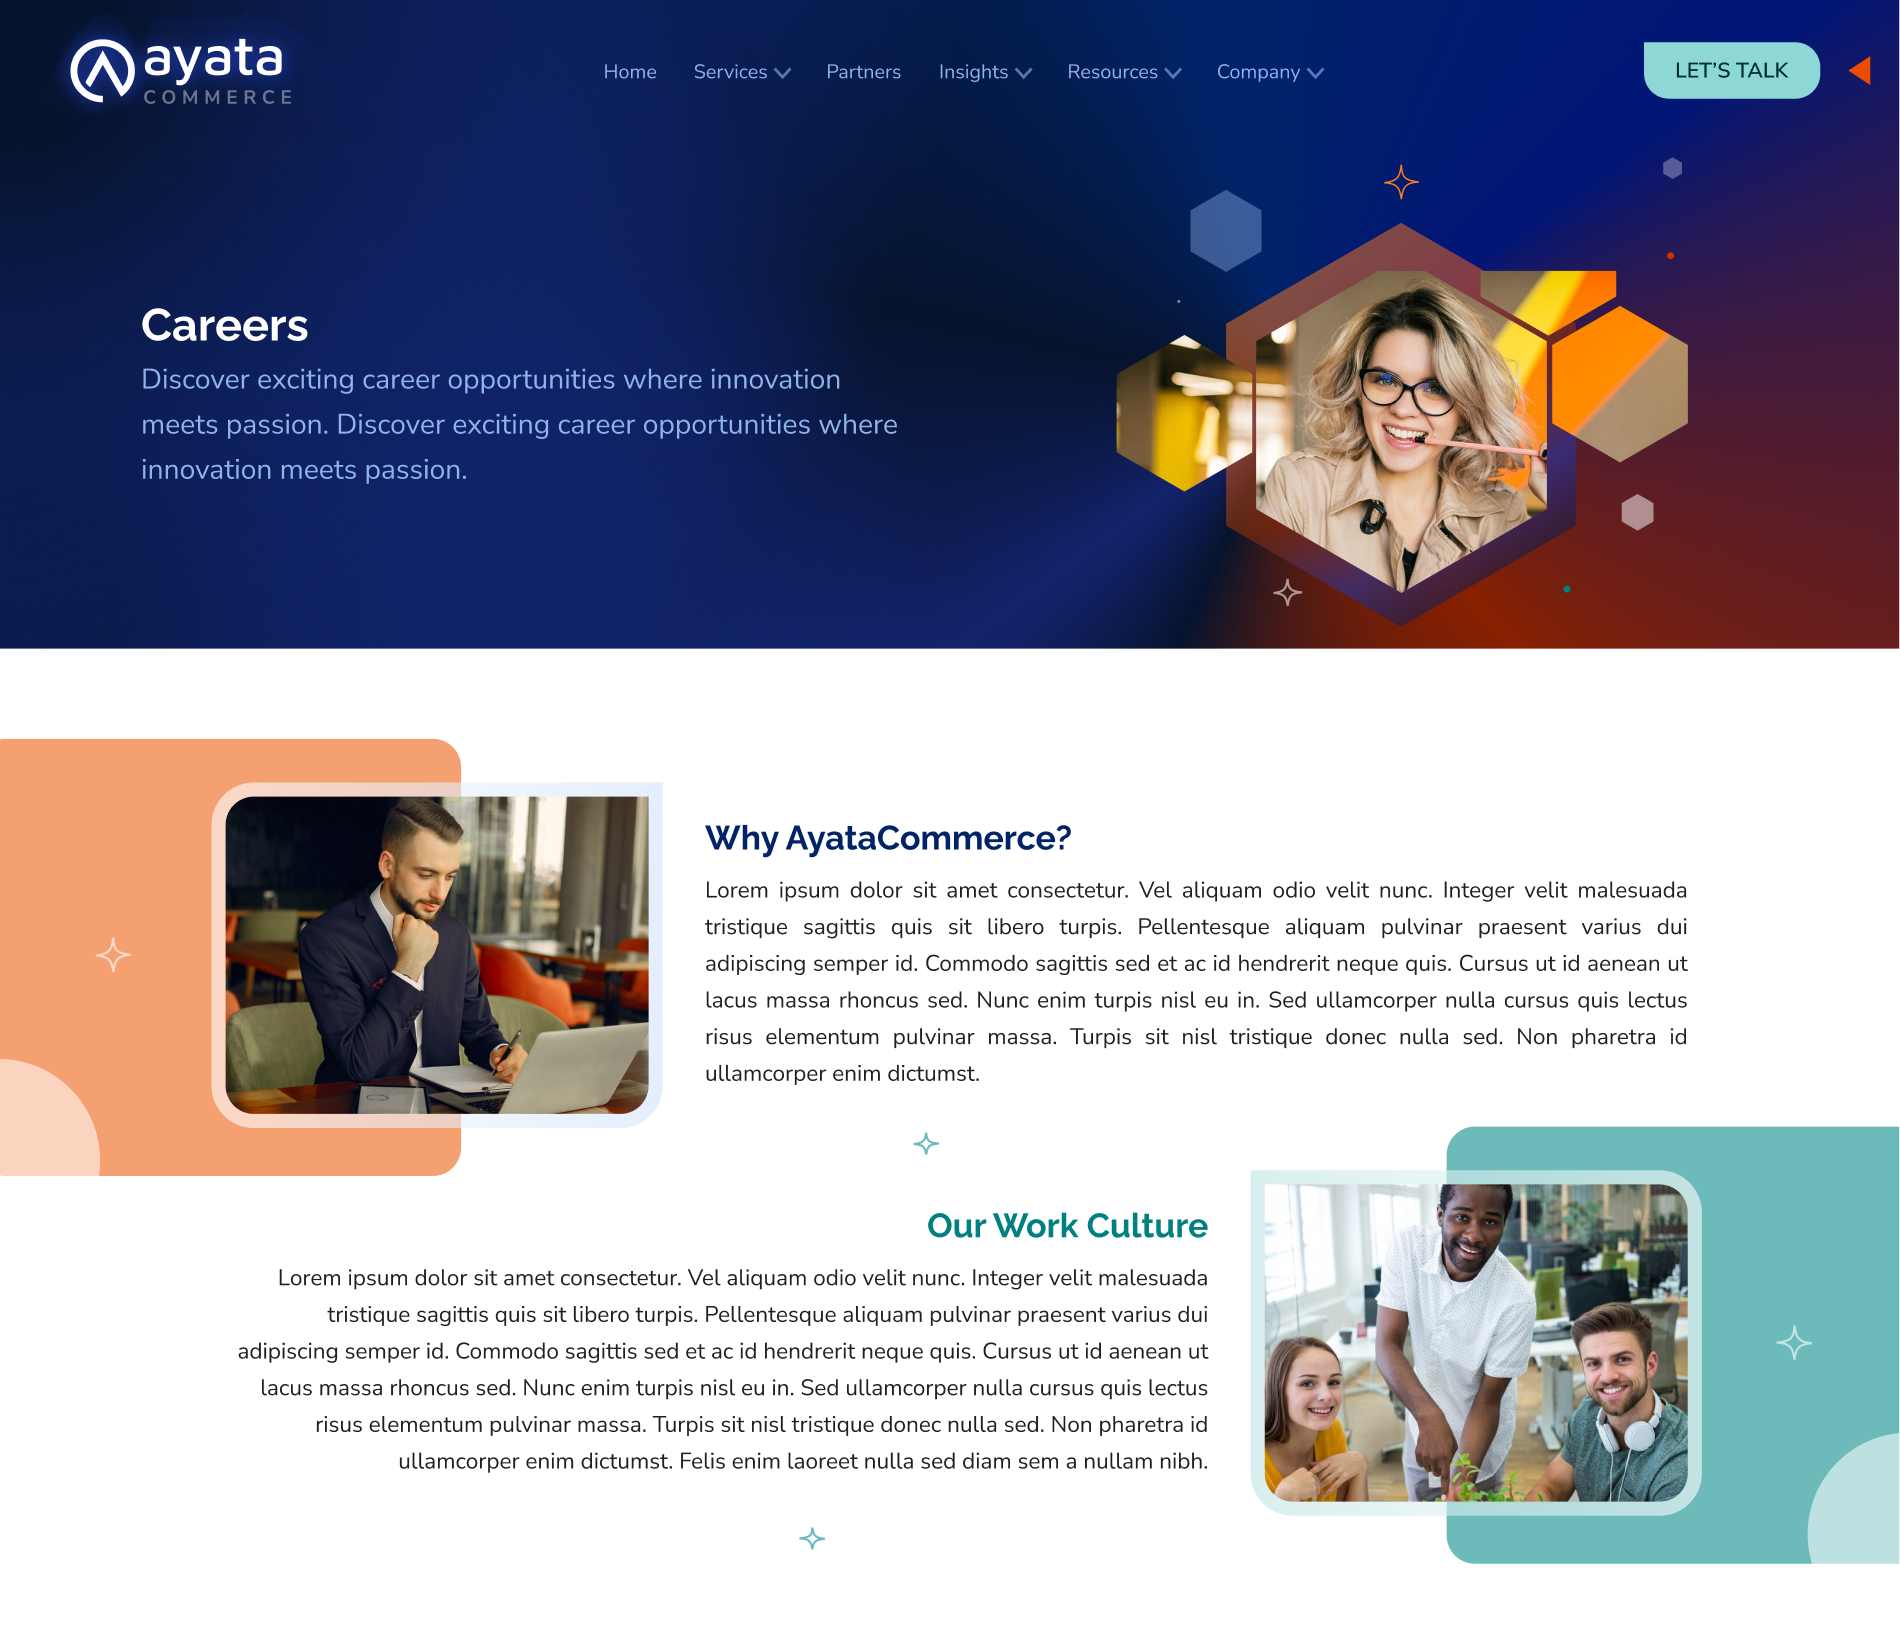 ayata
COMMERCE
Home Services Partners Insights Resources Company LET'S TALK
Careers
Discover exciting career opportunities where innovation
meets passion. Discover exciting career opportunities where
innovation meets passion.
Why AyataCommerce?
Lorem ipsum dolor sit amet consectetur. Vel aliquam odio velit nunc. Integer velit malesuada
tristique sagittis quis sit libero turpis. Pellentesque aliquam pulvinar praesent varius dui
adipiscing semper id. Commodo sagittis sed et ac id hendrerit neque quis. Cursus ut id aenean ut
lacus massa rhoncus sed. Nunc enim turpis nisl eu in. Sed ullamcorper nulla cursus quis lectus
risus elementum pulvinar massa. Turpis sit nisl tristique donec nulla sed. Non pharetra id
ullamcorper enim dictumst.
Our Work Culture
Lorem ipsum dolor sit amet consectetur. Vel aliquam odio velit nunc. Integer velit malesuada
tristique sagittis quis sit libero turpis. Pellentesque aliquam pulvinar praesent varius dui
adipiscing semper id. Commodo sagittis sed et ac id hendrerit neque quis. Cursus ut id aenean ut
lacus massa rhoncus sed. Nunc enim turpis nisl eu in. Sed ullamcorper nulla cursus quis lectus
risus elementum pulvinar massa. Turpis sit nisl tristique donec nulla sed. Non pharetra id
ullamcorper enim dictumst. Felis enim laoreet nulla sed diam sem a nullam nibh.